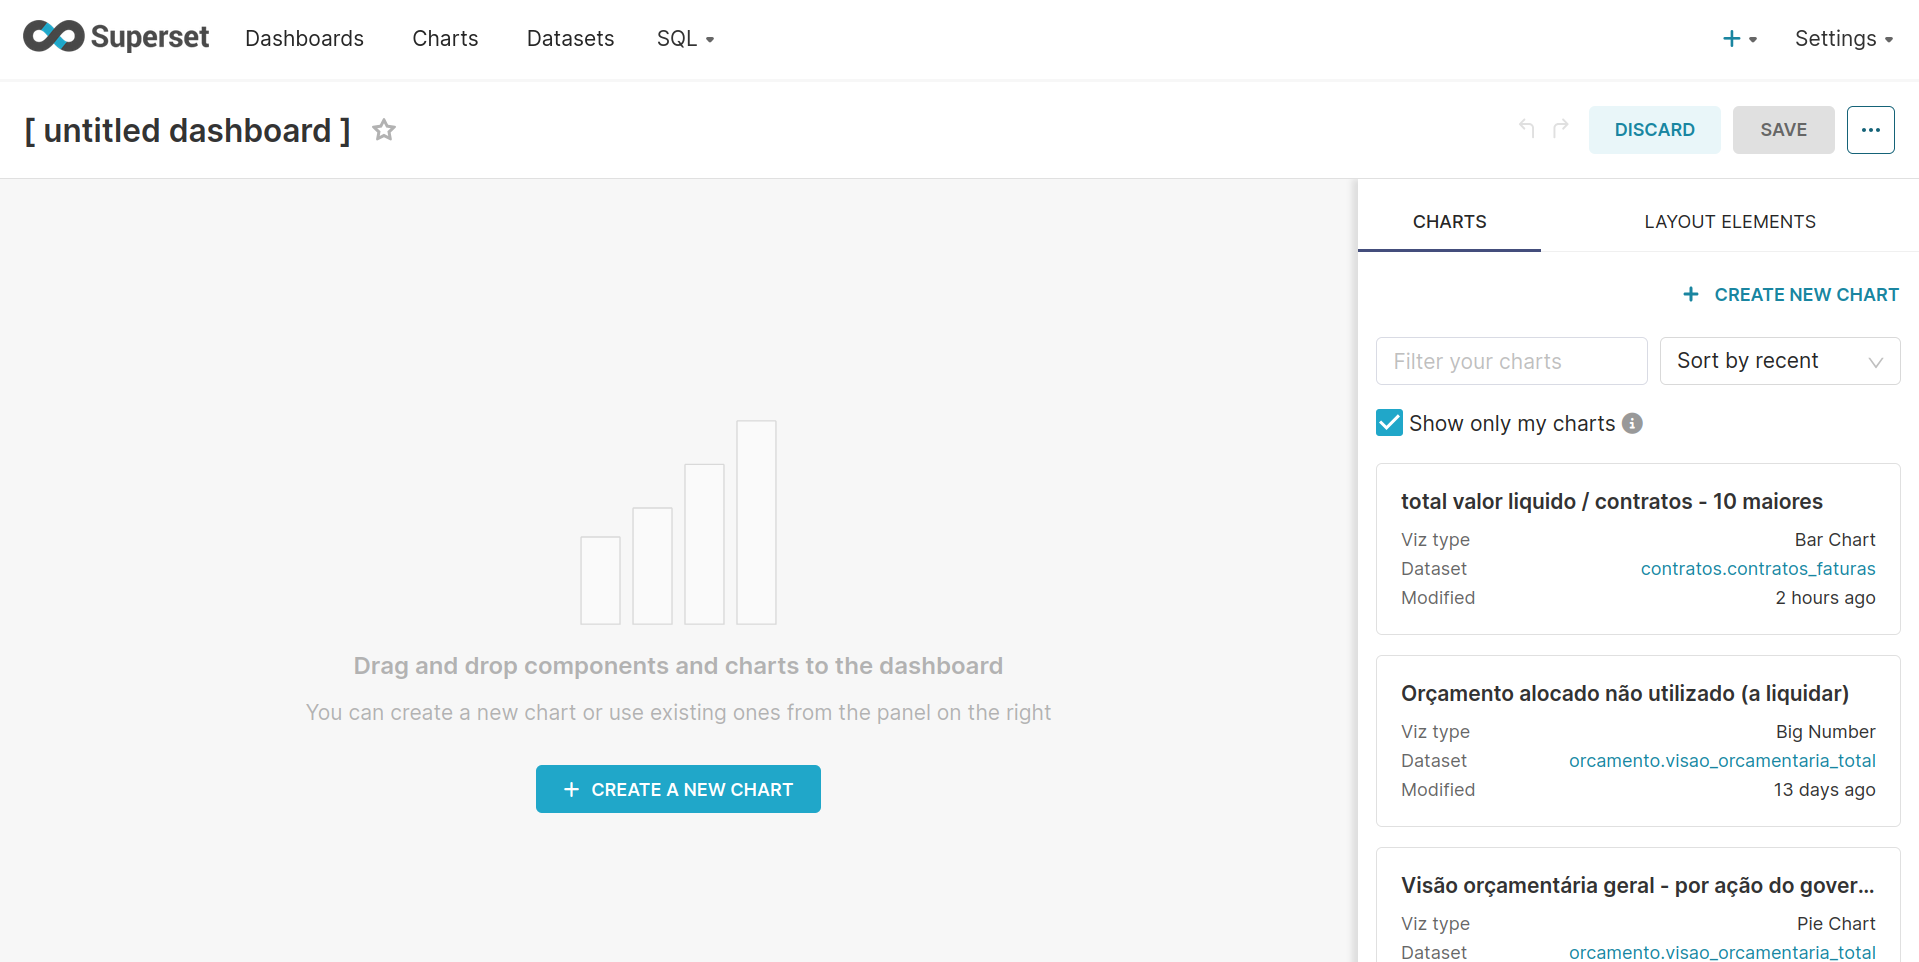 Superset
Dashboards
Charts
Datasets
SQL
+
Settings
[ untitled dashboard ]
DISCARD
SAVE
...
CHARTS
LAYOUT ELEMENTS
+ CREATE NEW CHART
Filter your charts
Sort by recent
Show only my charts
total valor liquido / contratos - 10 maiores
Viz type Bar Chart
Dataset contratos.contratos_faturas
Modified 2 hours ago
Orçamento alocado não utilizado (a liquidar)
Viz type Big Number
Dataset orcamento.visao_orcamentaria_total
Modified 13 days ago
Visão orçamentária geral - por ação do gover...
Viz type Pie Chart
Dataset orcamento.visao_orcamentaria_total
Drag and drop components and charts to the dashboard
You can create a new chart or use existing ones from the panel on the right
+ CREATE A NEW CHART